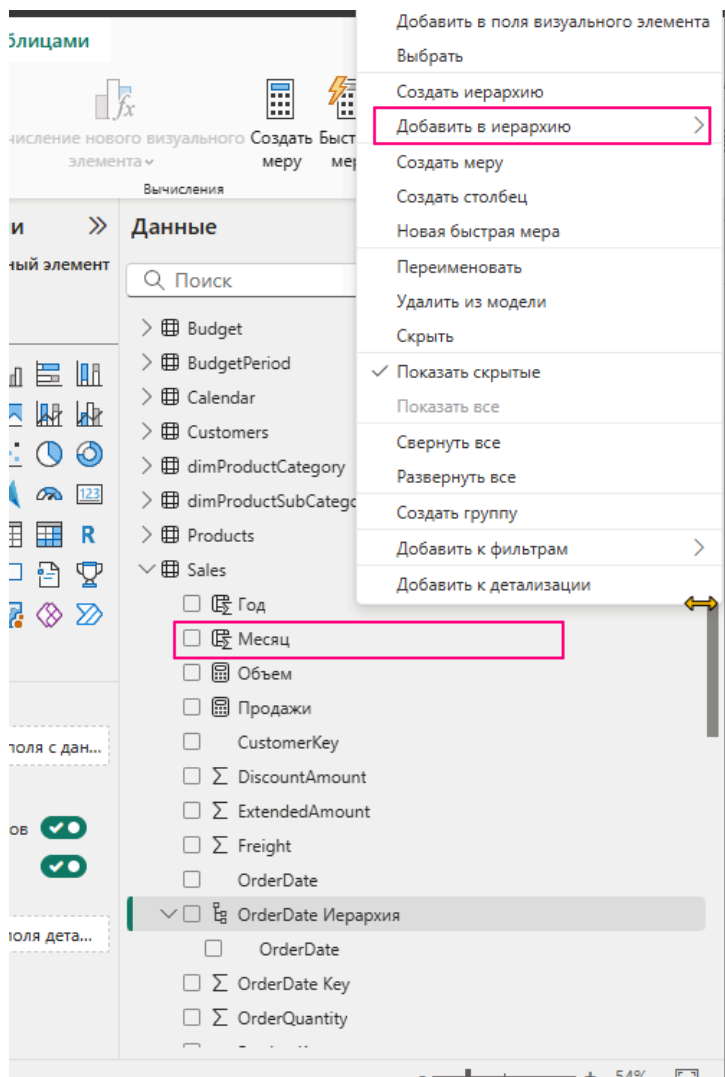 блицами
числение нового визуального
элемента
Создать
меру
Быст
мер
Вычисления
Добавить в поля визуального элемента
Выбрать
Создать иерархию
Добавить в иерархию
Создать меру
Создать столбец
Новая быстрая мера
Переименовать
Удалить из модели
Скрыть
Показать скрытые
Показать все
Свернуть все
Развернуть все
Создать группу
Добавить к фильтрам
Добавить к детализации
и
ный элемент
123
R
поля с дан...
ов
поля дета...
Данные
Поиск
Budget
BudgetPeriod
Calendar
Customers
dimProductCategory
dimProductSubCatego
Products
Sales
Год
Месяц
Объем
Продажи
CustomerKey
DiscountAmount
ExtendedAmount
Freight
OrderDate
OrderDate Иерархия
OrderDate
OrderDate Key
OrderQuantity
54%